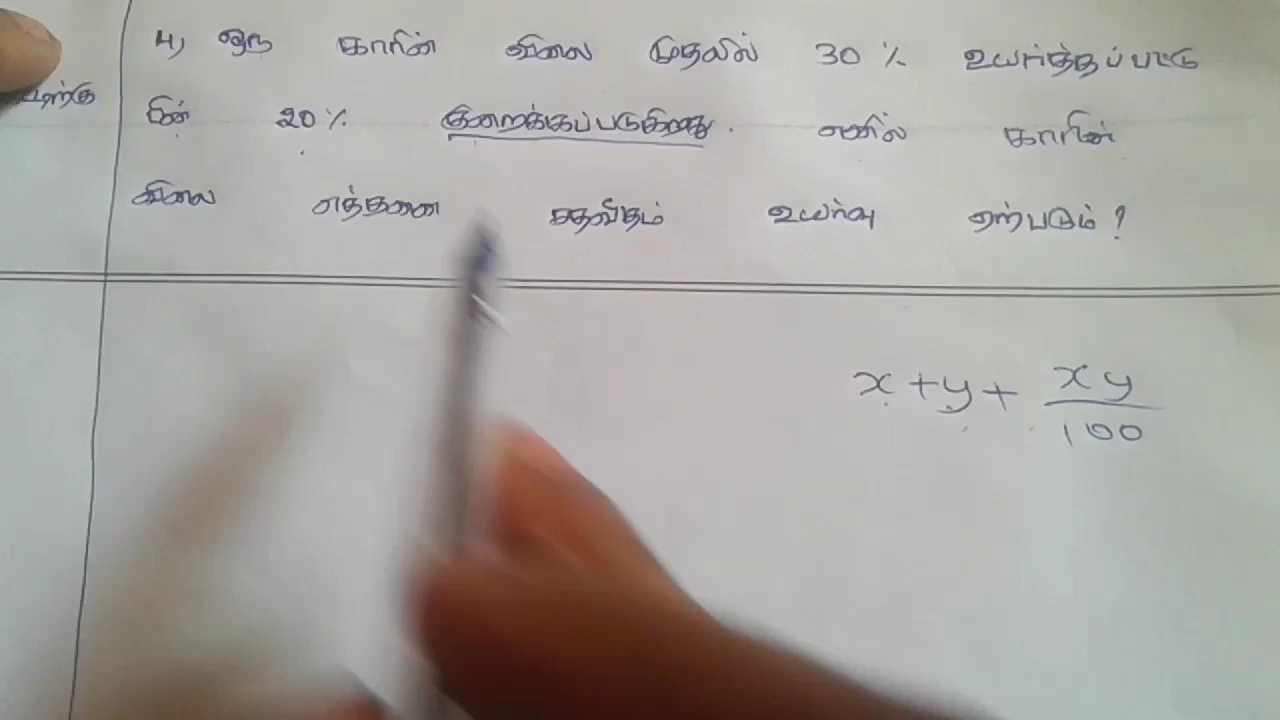 4) ஒரு காரின் விலை முதலில் 30 % உயர்த்தப்பட்டு
பின் 20 % குறைக்கப்படுகிறது. எனில் காரின்
விலை எத்தனை சதவீதம் உயர்வு ஏற்படும் ?
x + y + xy
100